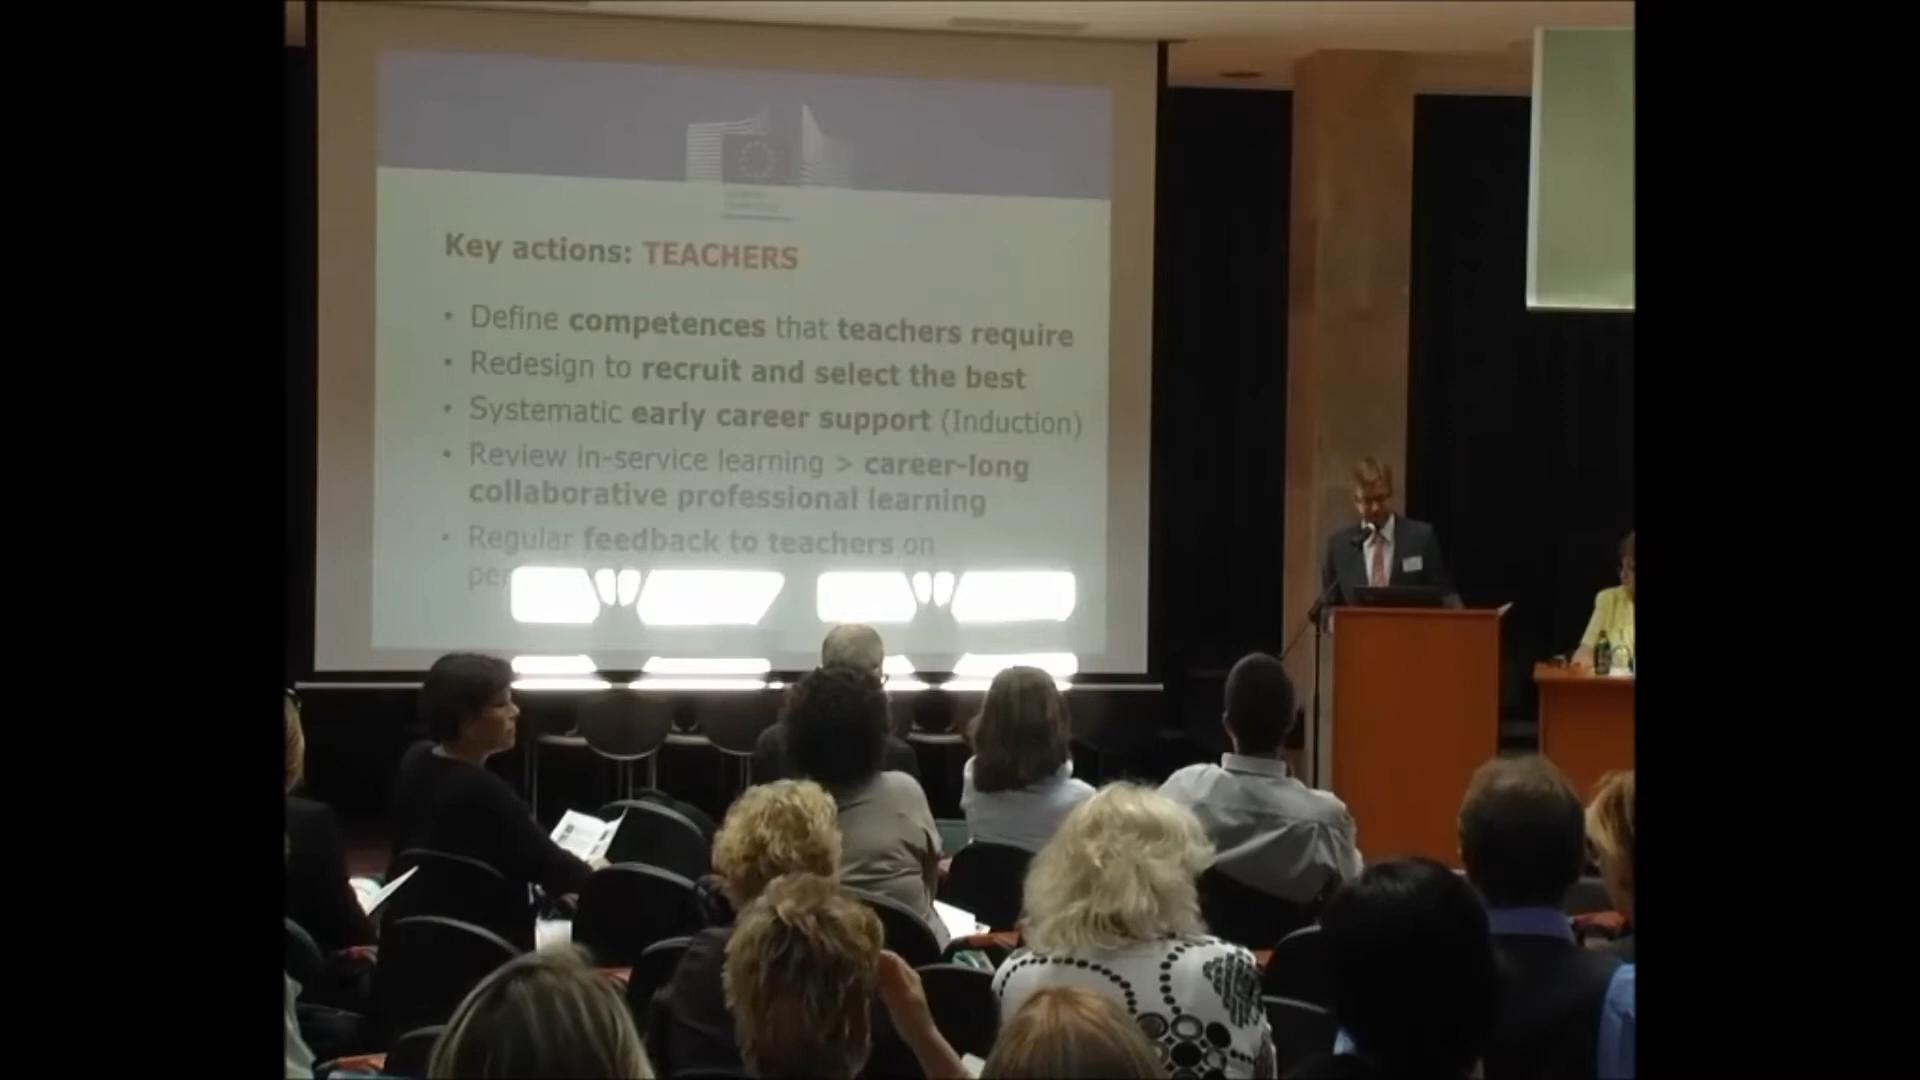 Key actions: TEACHERS
• Define competences that teachers require
• Redesign to recruit and select the best
• Systematic early career support (Induction)
• Review in-service learning > career-long
collaborative professional learning
• Regular feedback to teachers on